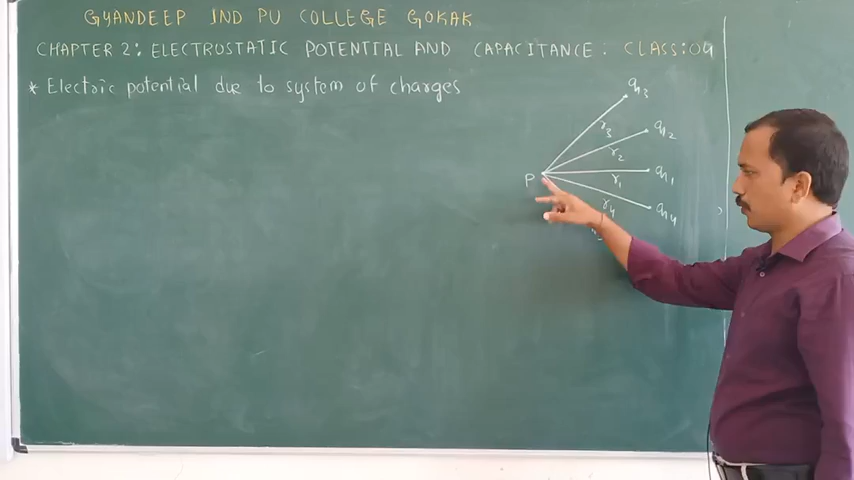 GYANDEEP IND PU COLLEGE GOKAK
CHAPTER 2: ELECTROSTATIC POTENTIAL AND CAPACITANCE : CLASS:04
* Electric potential due to system of charges
q3
r3
q2
r2
P
q1
r1
r4
q4